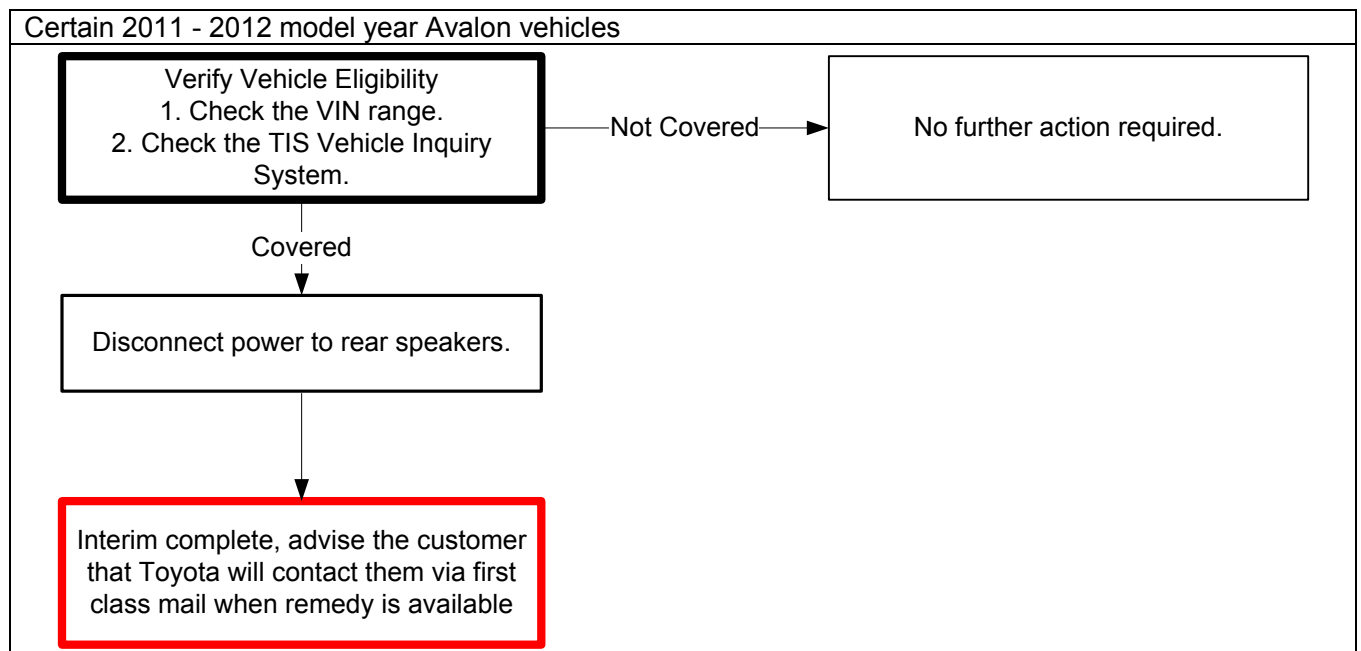 Certain 2011 - 2012 model year Avalon vehicles
Verify Vehicle Eligibility
1. Check the VIN range.
2. Check the TIS Vehicle Inquiry
System.
Not Covered
No further action required.
Covered
Disconnect power to rear speakers.
Interim complete, advise the customer
that Toyota will contact them via first
class mail when remedy is available